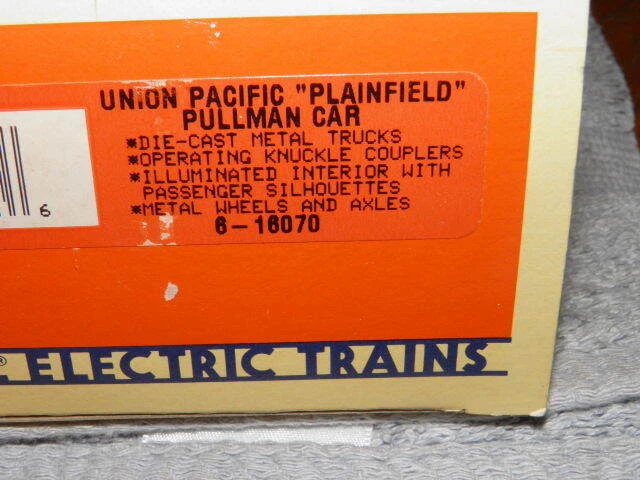 UNION PACIFIC "PLAINFIELD"
PULLMAN CAR
*DIE-CAST METAL TRUCKS
*OPERATING KNUCKLE COUPLERS
*ILLUMINATED INTERIOR WITH
PASSENGER SILHOUETTES
*METAL WHEELS AND AXLES
6-16070
6
® ELECTRIC TRAINS